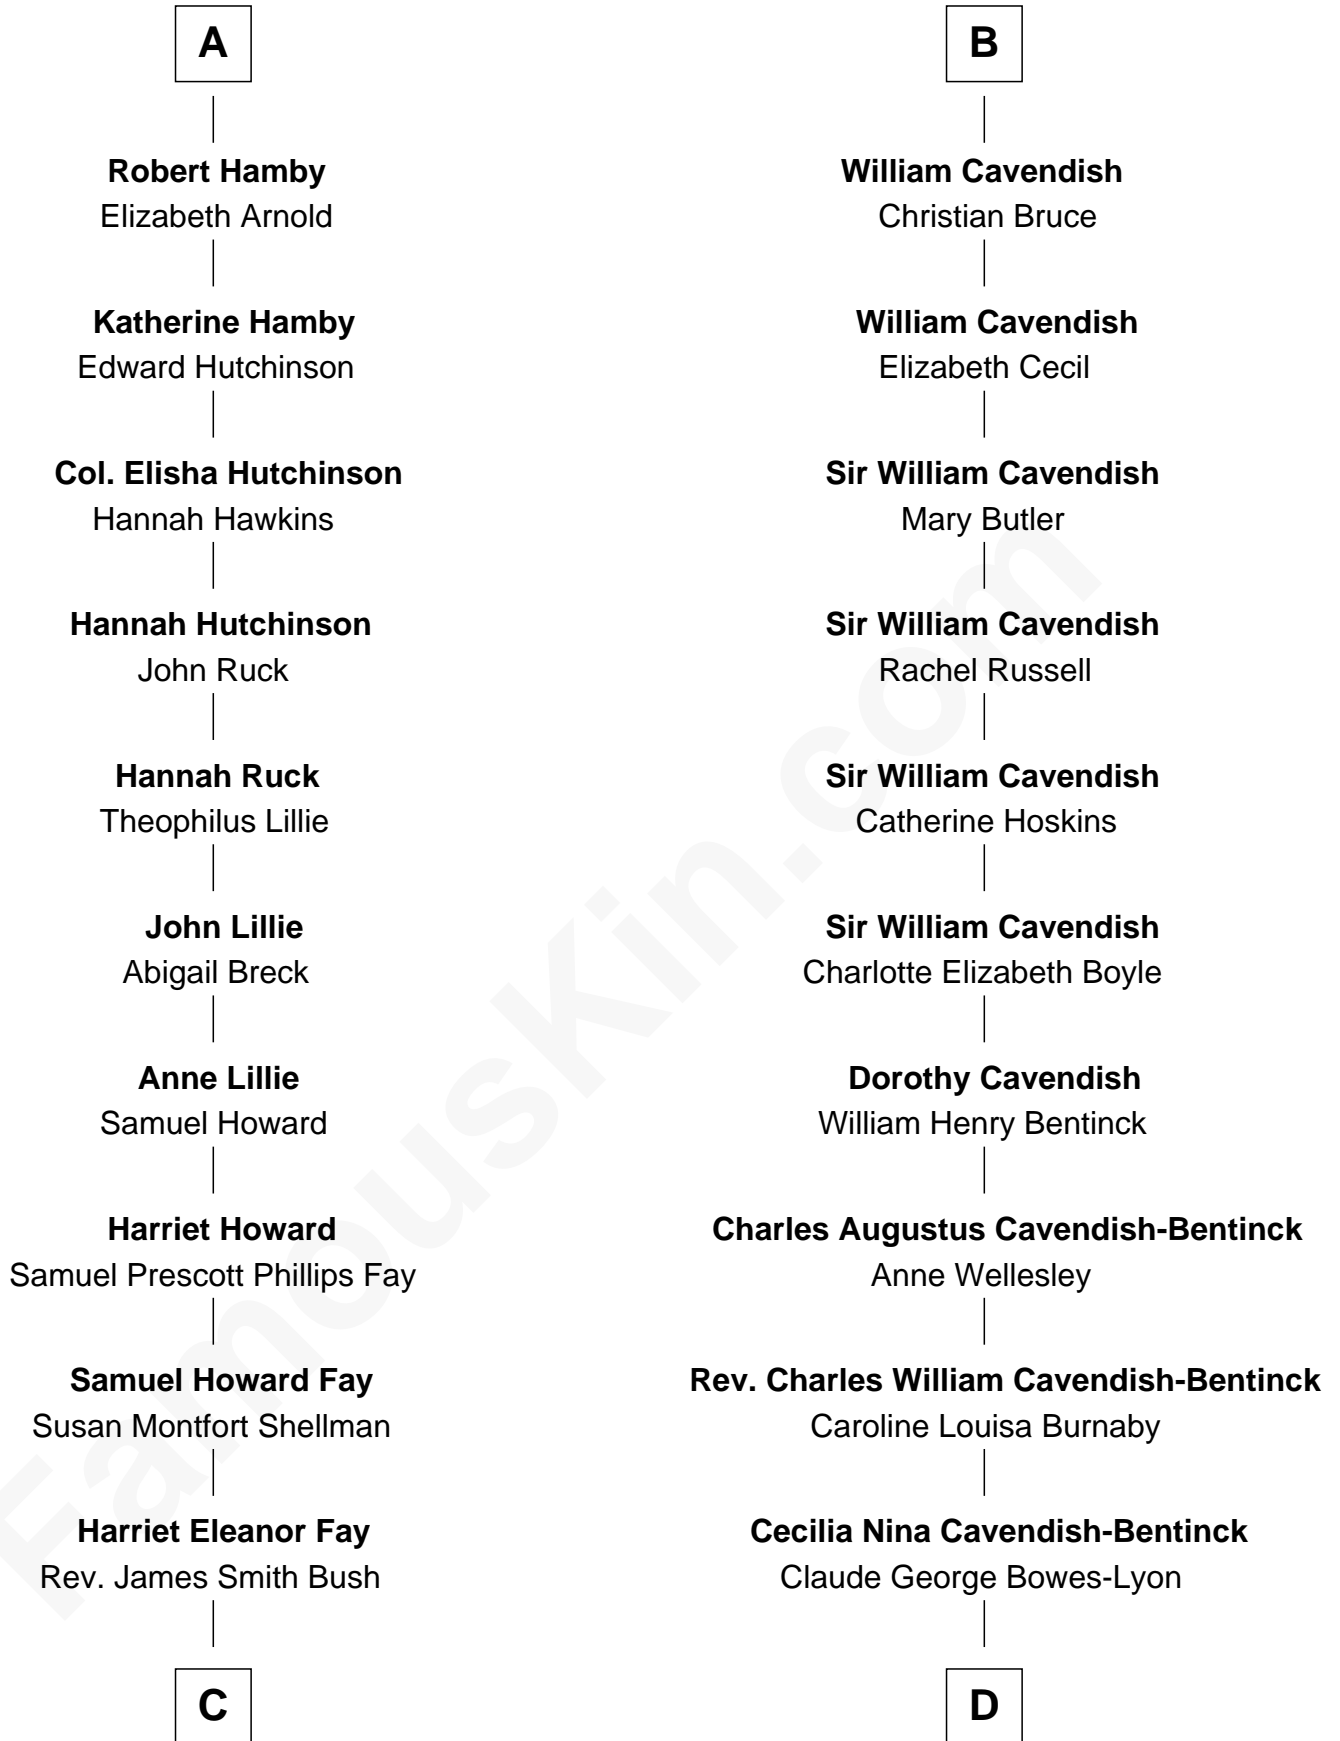 A
Robert Hamby
Elizabeth Arnold
Katherine Hamby
Edward Hutchinson
Col. Elisha Hutchinson
Hannah Hawkins
Hannah Hutchinson
John Ruck
Hannah Ruck
Theophilus Lillie
John Lillie
Abigail Breck
Anne Lillie
Samuel Howard
Harriet Howard
Samuel Prescott Phillips Fay
Samuel Howard Fay
Susan Montfort Shellman
Harriet Eleanor Fay
Rev. James Smith Bush
C
B
William Cavendish
Christian Bruce
William Cavendish
Elizabeth Cecil
Sir William Cavendish
Mary Butler
Sir William Cavendish
Rachel Russell
Sir William Cavendish
Catherine Hoskins
Sir William Cavendish
Charlotte Elizabeth Boyle
Dorothy Cavendish
William Henry Bentinck
Charles Augustus Cavendish-Bentinck
Anne Wellesley
Rev. Charles William Cavendish-Bentinck
Caroline Louisa Burnaby
Cecilia Nina Cavendish-Bentinck
Claude George Bowes-Lyon
D
FamousKin.com